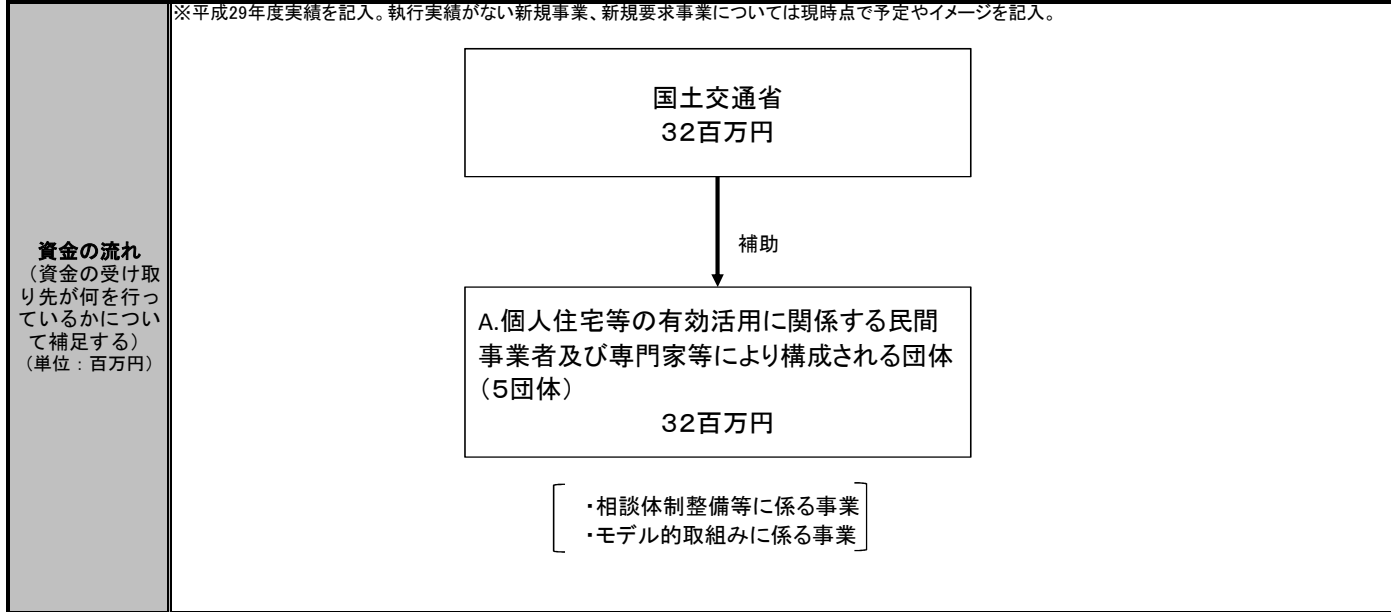 ※平成29年度実績を記入。執行実績がない新規事業、新規要求事業については現時点で予定やイメージを記入。
資金の流れ
（資金の受け取
り先が何を行っ
ているかについ
て補足する）
（単位：百万円）
国土交通省
３２百万円
補助
A.個人住宅等の有効活用に関係する民間
事業者及び専門家等により構成される団体
（５団体）
３２百万円
・相談体制整備等に係る事業
・モデル的取組みに係る事業